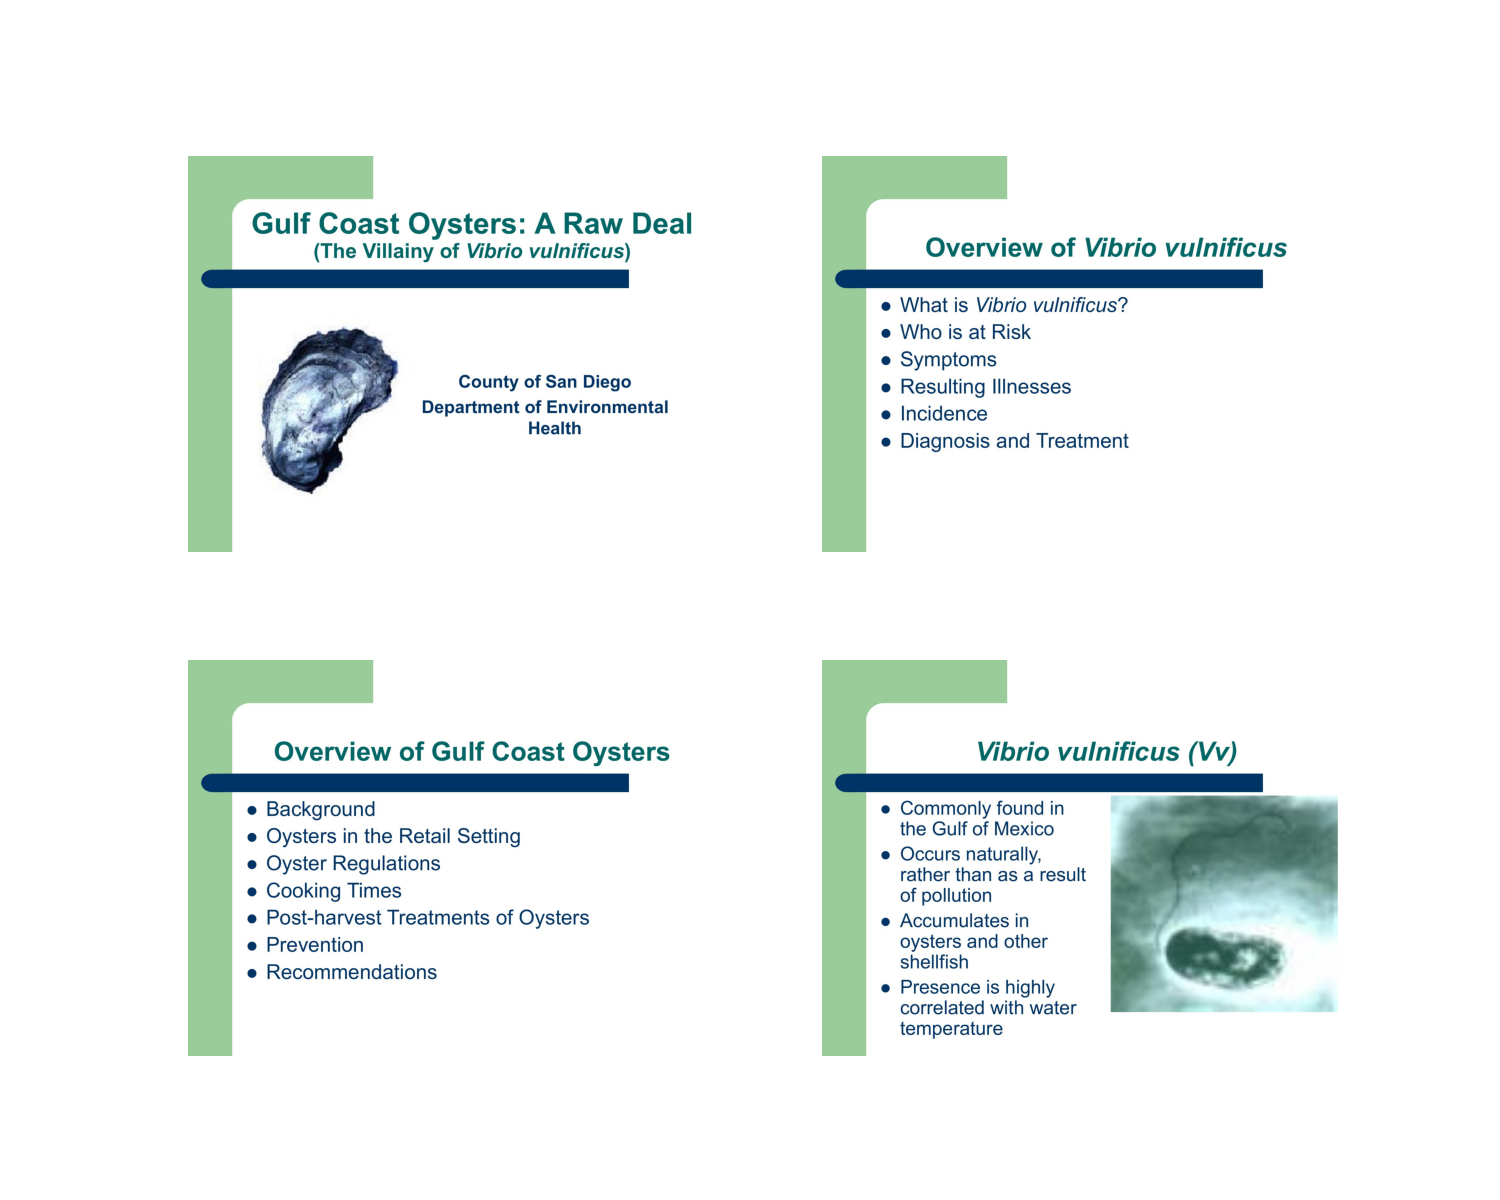 Gulf Coast Oysters: A Raw Deal
(The Villainy of Vibrio vulnificus)
County of San Diego
Department of Environmental
Health
Overview of Vibrio vulnificus
● What is Vibrio vulnificus?
● Who is at Risk
● Symptoms
● Resulting Illnesses
● Incidence
● Diagnosis and Treatment
Overview of Gulf Coast Oysters
● Background
● Oysters in the Retail Setting
● Oyster Regulations
● Cooking Times
● Post-harvest Treatments of Oysters
● Prevention
● Recommendations
Vibrio vulnificus (Vv)
● Commonly found in
the Gulf of Mexico
● Occurs naturally,
rather than as a result
of pollution
● Accumulates in
oysters and other
shellfish
● Presence is highly
correlated with water
temperature